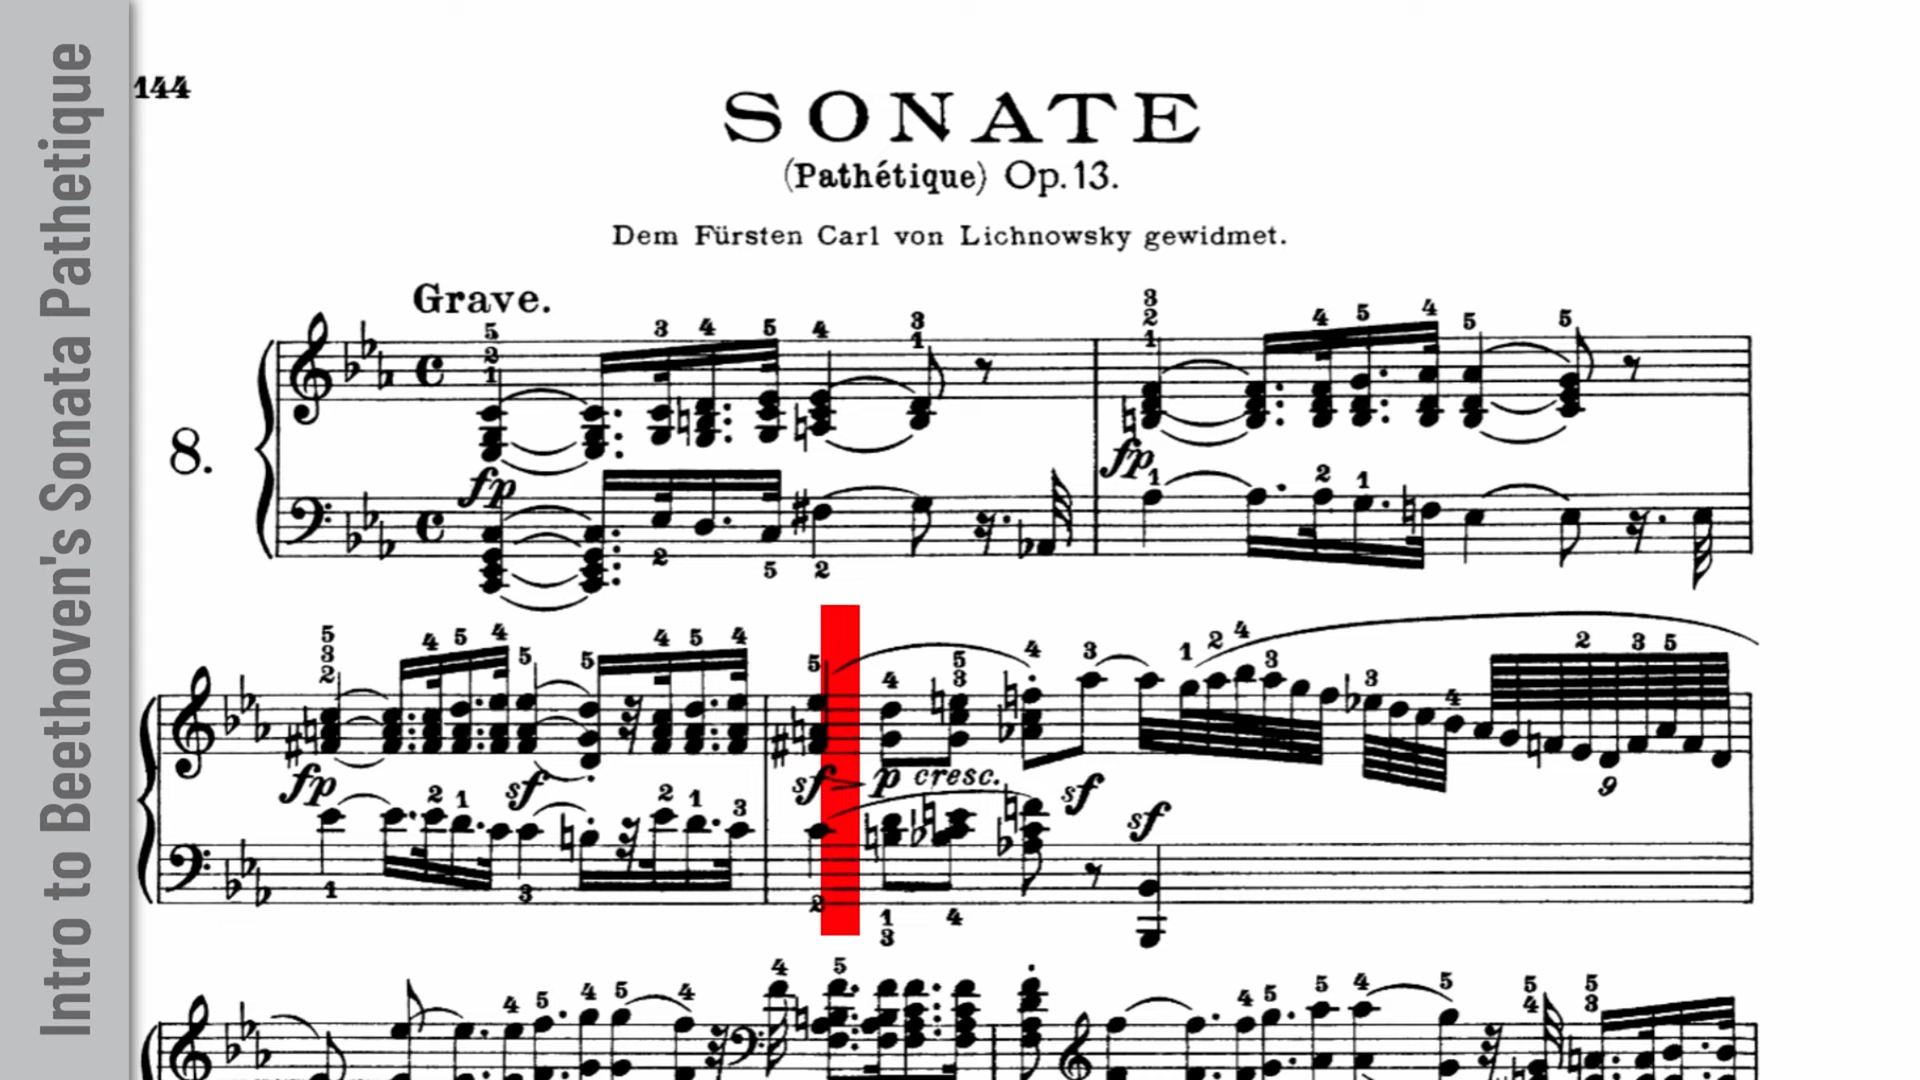 Intro to Beethoven's Sonata Pathetique
144
SONATE
(Pathétique) Op. 13.
Dem Fürsten Carl von Lichnowsky gewidmet.
Grave.
8.
fp
fp
fp
sf
sf
p cresc.
sf
sf
9